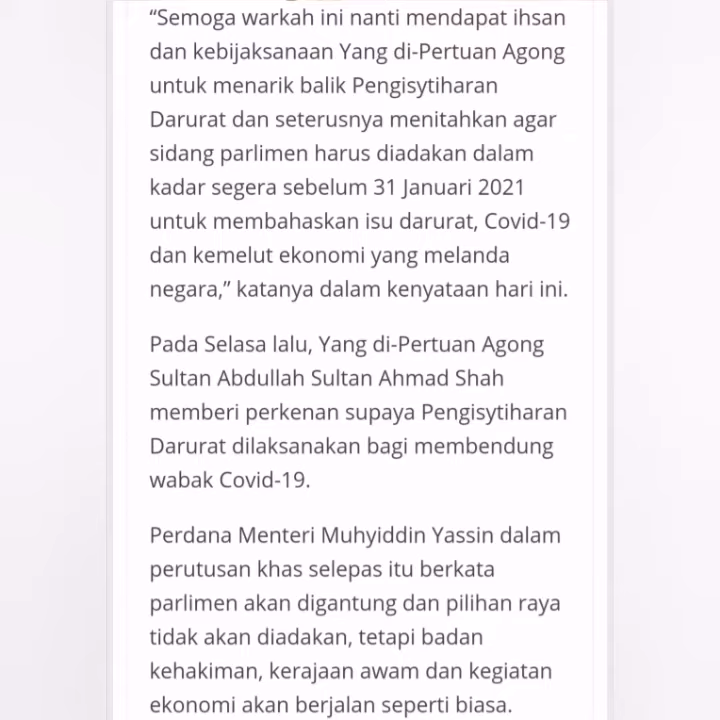 “Semoga warkah ini nanti mendapat ihsan
dan kebijaksanaan Yang di-Pertuan Agong
untuk menarik balik Pengisytiharan
Darurat dan seterusnya menitahkan agar
sidang parlimen harus diadakan dalam
kadar segera sebelum 31 Januari 2021
untuk membahaskan isu darurat, Covid-19
dan kemelut ekonomi yang melanda
negara,” katanya dalam kenyataan hari ini.
Pada Selasa lalu, Yang di-Pertuan Agong
Sultan Abdullah Sultan Ahmad Shah
memberi perkenan supaya Pengisytiharan
Darurat dilaksanakan bagi membendung
wabak Covid-19.
Perdana Menteri Muhyiddin Yassin dalam
perutusan khas selepas itu berkata
parlimen akan digantung dan pilihan raya
tidak akan diadakan, tetapi badan
kehakiman, kerajaan awam dan kegiatan
ekonomi akan berjalan seperti biasa.